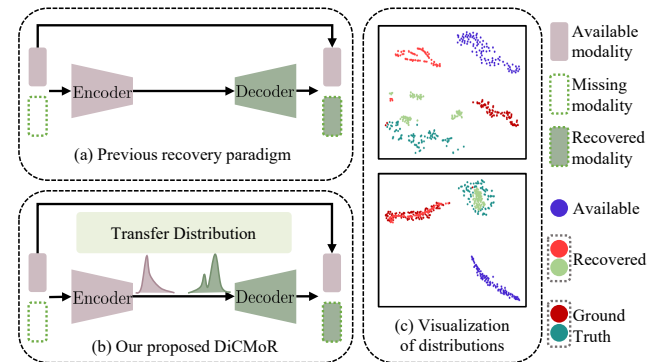 Encoder
Decoder
(a) Previous recovery paradigm
Transfer Distribution
Encoder
Decoder
(b) Our proposed DiCMoR
(c) Visualization
of distributions
Available
modality
Missing
modality
Recovered
modality
Available
Recovered
Ground
Truth